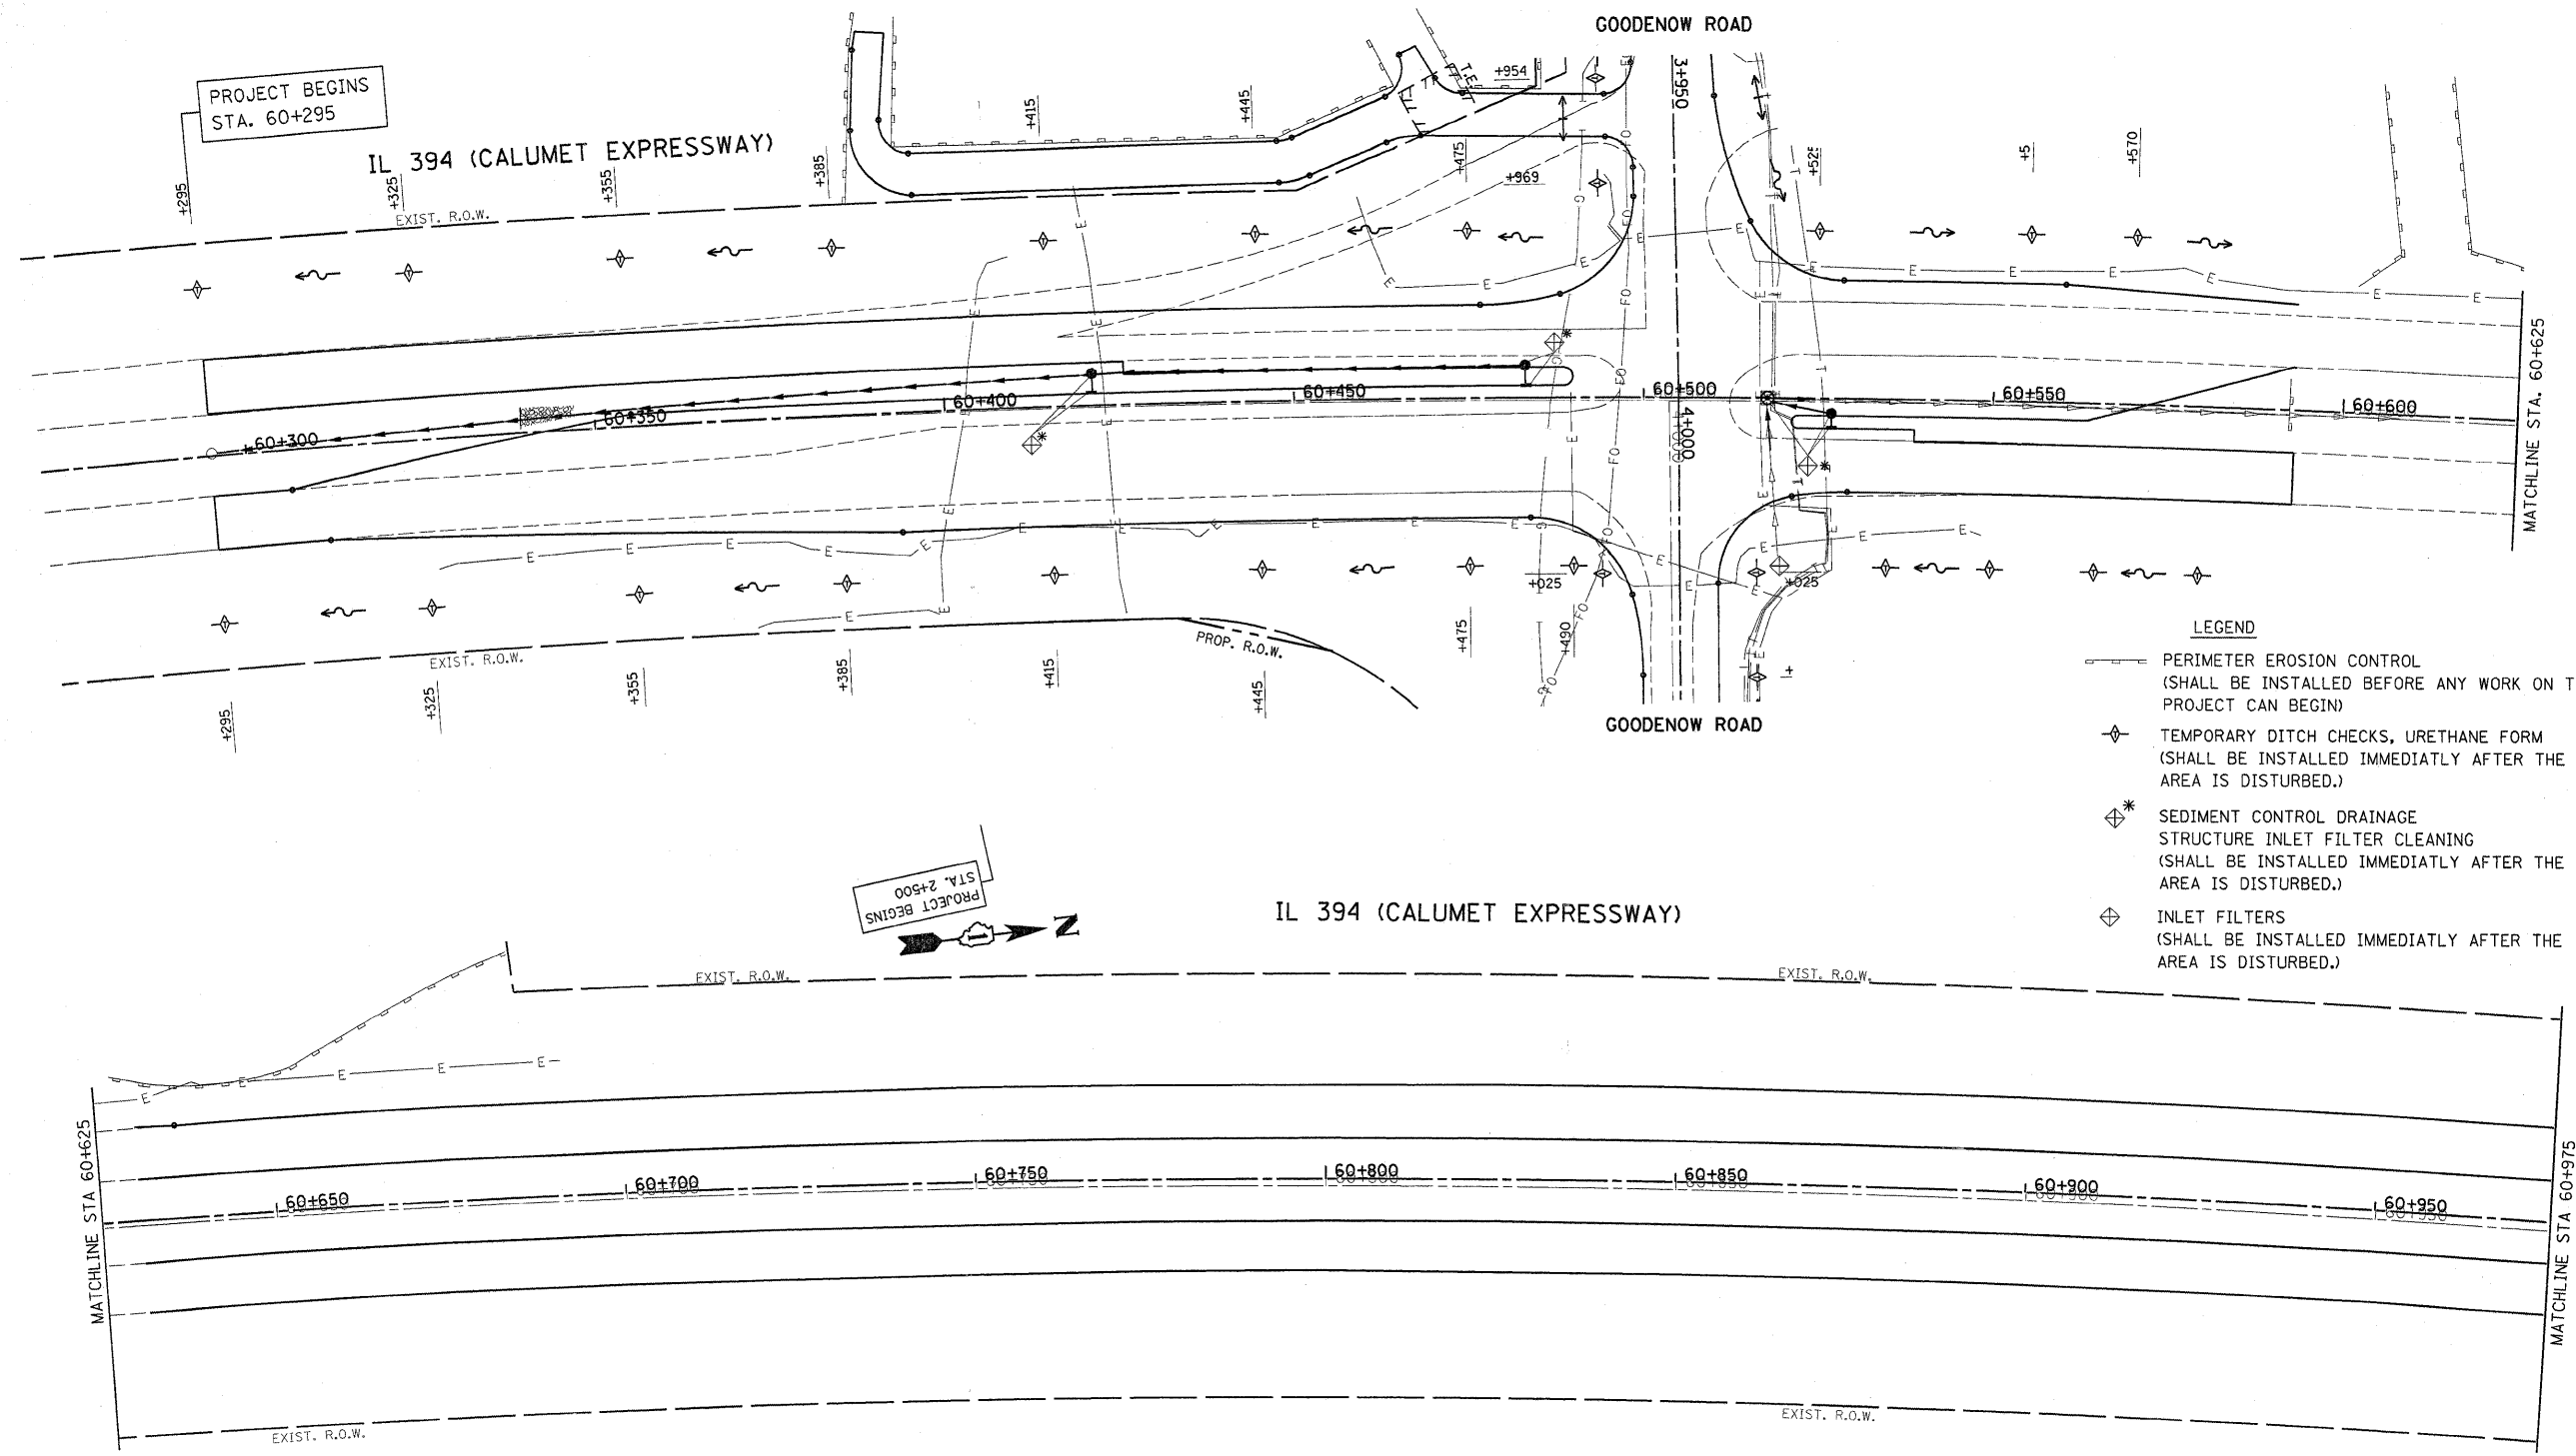 GOODENOW ROAD
PROJECT BEGINS
STA. 60+295
IL 394 (CALUMET EXPRESSWAY)
+295
+325
+355
+385
+415
+445
+475
+954
+969
T.E.
3+950
+525
+5
+570
EXIST. R.O.W.
60+300
60+350
60+400
60+450
60+500
60+550
60+600
4+000
MATCHLINE STA. 60+625
+025
+025
+295
+325
+355
+385
+415
+445
+475
+490
+
EXIST. R.O.W.
PROP. R.O.W.
GOODENOW ROAD
LEGEND
PERIMETER EROSION CONTROL
(SHALL BE INSTALLED BEFORE ANY WORK ON T
PROJECT CAN BEGIN)
TEMPORARY DITCH CHECKS, URETHANE FORM
(SHALL BE INSTALLED IMMEDIATLY AFTER THE
AREA IS DISTURBED.)
SEDIMENT CONTROL DRAINAGE
STRUCTURE INLET FILTER CLEANING
(SHALL BE INSTALLED IMMEDIATLY AFTER THE
AREA IS DISTURBED.)
INLET FILTERS
(SHALL BE INSTALLED IMMEDIATLY AFTER THE
AREA IS DISTURBED.)
PROJECT BEGINS
STA. 2+500
N
IL 394 (CALUMET EXPRESSWAY)
EXIST. R.O.W.
EXIST. R.O.W.
MATCHLINE STA 60+625
60+650
60+700
60+750
60+800
60+850
60+900
60+950
MATCHLINE STA 60+975
EXIST. R.O.W.
EXIST. R.O.W.